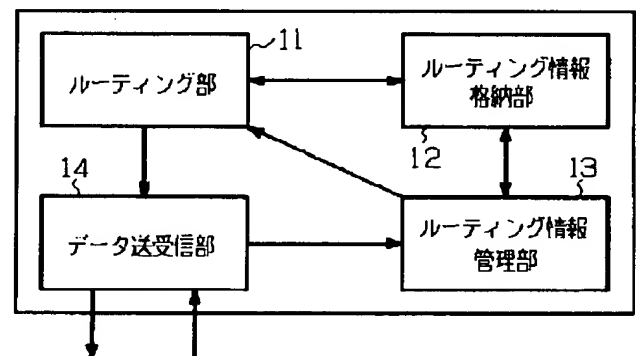 ルーティング部
11
ルーティング情報
格納部
12
14
13
データ送受信部
ルーティング情報
管理部